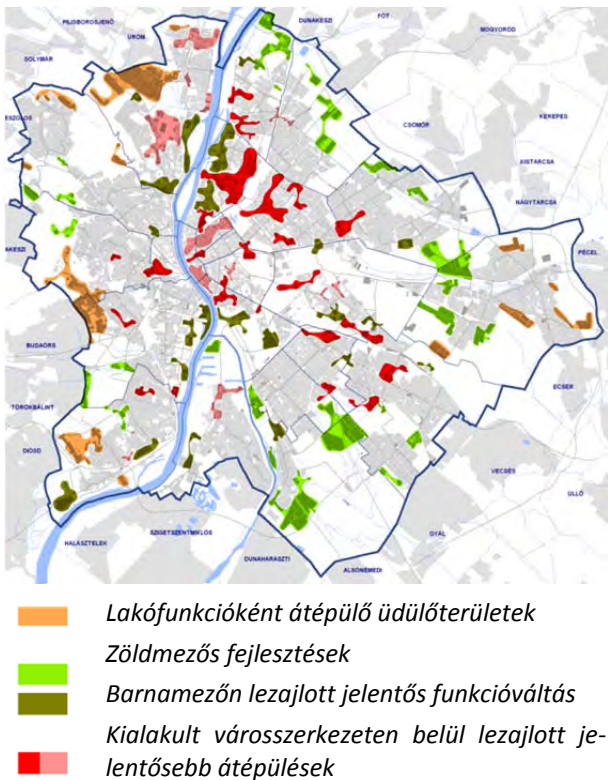 PILISBOROSJENŐ
DUNAKESZI
FÓT
ÜRÖM
MOGYORÓD
SOLYMÁR
CSÖMÖR
KEREPES
KISTARCSA
NAGYTARCSA
PÉCEL
BUDAÖRS
ECSER
TÖRÖKBÁLINT
DIÓSD
VECSÉS
ÜLLŐ
SZIGETSZENTMIKLÓS
GYÁL
HALÁSZTELEK
DUNAHARASZTI
ALSÓNÉMEDI
Lakófunkcióként átépülő üdülőterületek
Zöldmezős fejlesztések
Barnamezőn lezajlott jelentős funkcióváltás
Kialakult városszerkezeten belül lezajlott je-
lentősebb átépülések